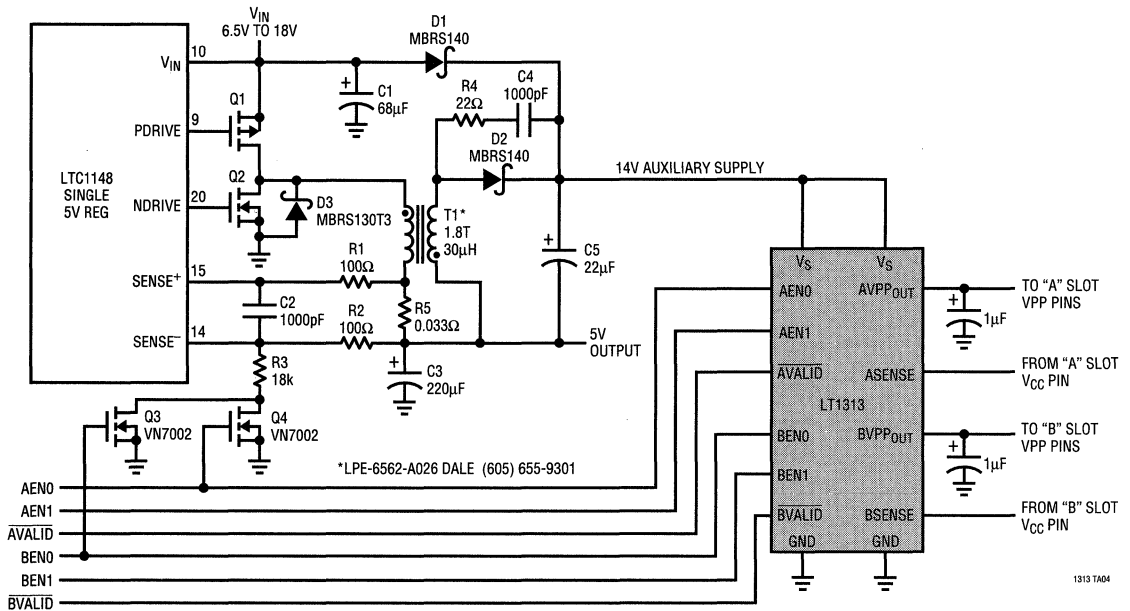 VIN
6.5V TO 18V
D1
MBRS140
VIN
10
+
C1
68µF
R4
22Ω
C4
1000pF
Q1
PDRIVE
9
D2
MBRS140
14V AUXILIARY SUPPLY
LTC1148
SINGLE
5V REG
Q2
NDRIVE
20
D3
MBRS130T3
T1*
1.8T
30µH
+
C5
22µF
SENSE+
15
R1
100Ω
C2
1000pF
R2
100Ω
R5
0.033Ω
SENSE–
14
5V
OUTPUT
R3
18k
+
C3
220µF
Q3
VN7002
Q4
VN7002
*LPE-6562-A026 DALE (605) 655-9301
VS
VS
AEN0
AVPPOUT
TO “A” SLOT
VPP PINS
+
1µF
AEN1
AVALID
ASENSE
FROM “A” SLOT
VCC PIN
LT1313
BEN0
BVPPOUT
TO “B” SLOT
VPP PINS
+
1µF
BEN1
BVALID
BSENSE
FROM “B” SLOT
VCC PIN
GND
GND
AEN0
AEN1
AVALID
BEN0
BEN1
BVALID
1313 TA04